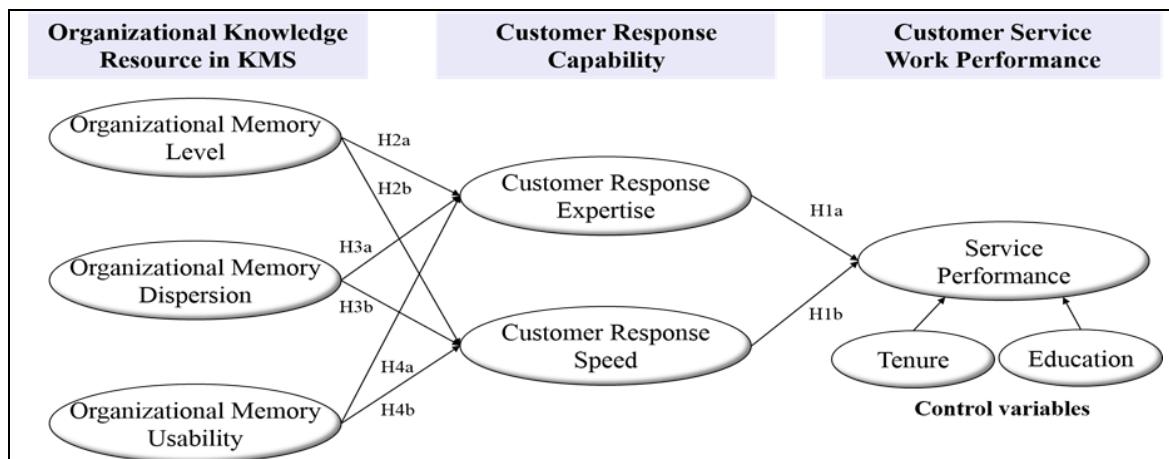 Organizational Knowledge
Resource in KMS
Customer Response
Capability
Customer Service
Work Performance
Organizational Memory
Level
Organizational Memory
Dispersion
Organizational Memory
Usability
H2a
H2b
H3a
H3b
H4a
H4b
Customer Response
Expertise
Customer Response
Speed
H1a
H1b
Service
Performance
Tenure
Education
Control variables